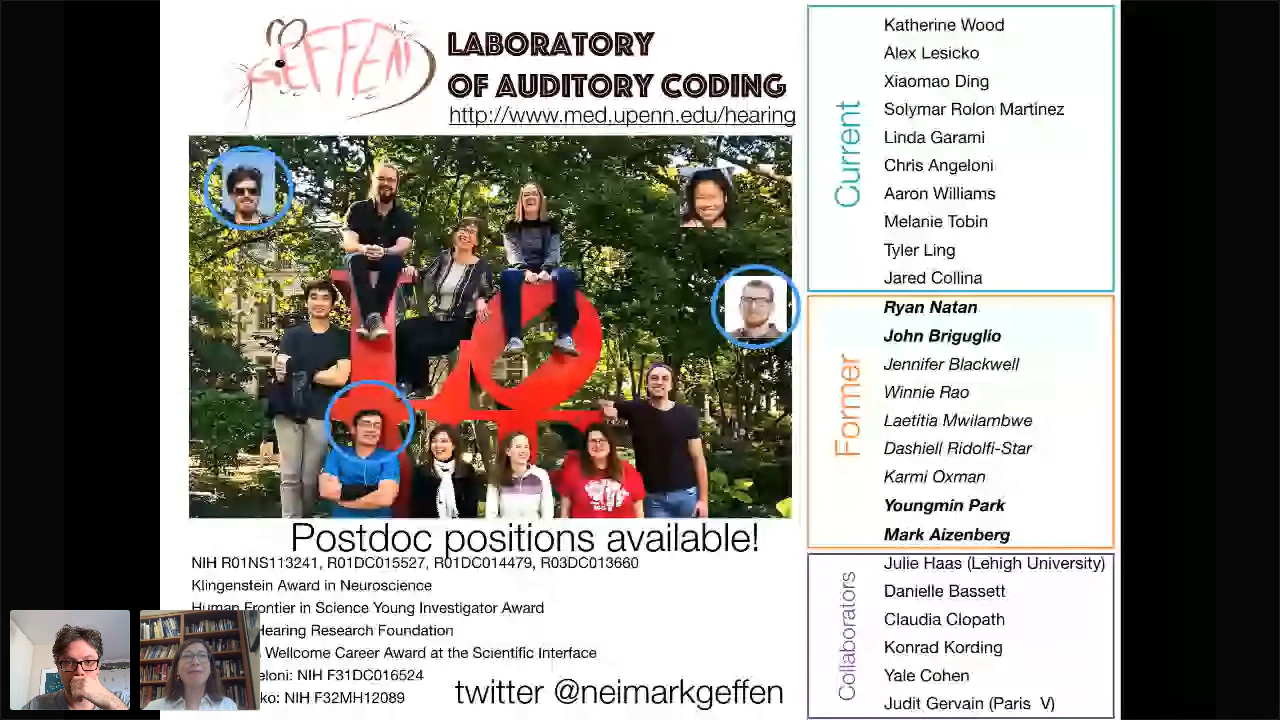 GEFFEN
LABORATORY
OF AUDITORY CODING
http://www.med.upenn.edu/hearing
Postdoc positions available!
NIH R01NS113241, R01DC015527, R01DC014479, R03DC013660
Klingenstein Award in Neuroscience
Human Frontier in Science Young Investigator Award
Hearing Research Foundation
Wellcome Career Award at the Scientific Interface
eloni: NIH F31DC016524
ko: NIH F32MH12089
twitter @neimarkgeffen
Current
Katherine Wood
Alex Lesicko
Xiaomao Ding
Solymar Rolon Martinez
Linda Garami
Chris Angeloni
Aaron Williams
Melanie Tobin
Tyler Ling
Jared Collina
Former
Ryan Natan
John Briguglio
Jennifer Blackwell
Winnie Rao
Laetitia Mwilambwe
Dashiell Ridolfi-Star
Karmi Oxman
Youngmin Park
Mark Aizenberg
Collaborators
Julie Haas (Lehigh University)
Danielle Bassett
Claudia Clopath
Konrad Kording
Yale Cohen
Judit Gervain (Paris V)